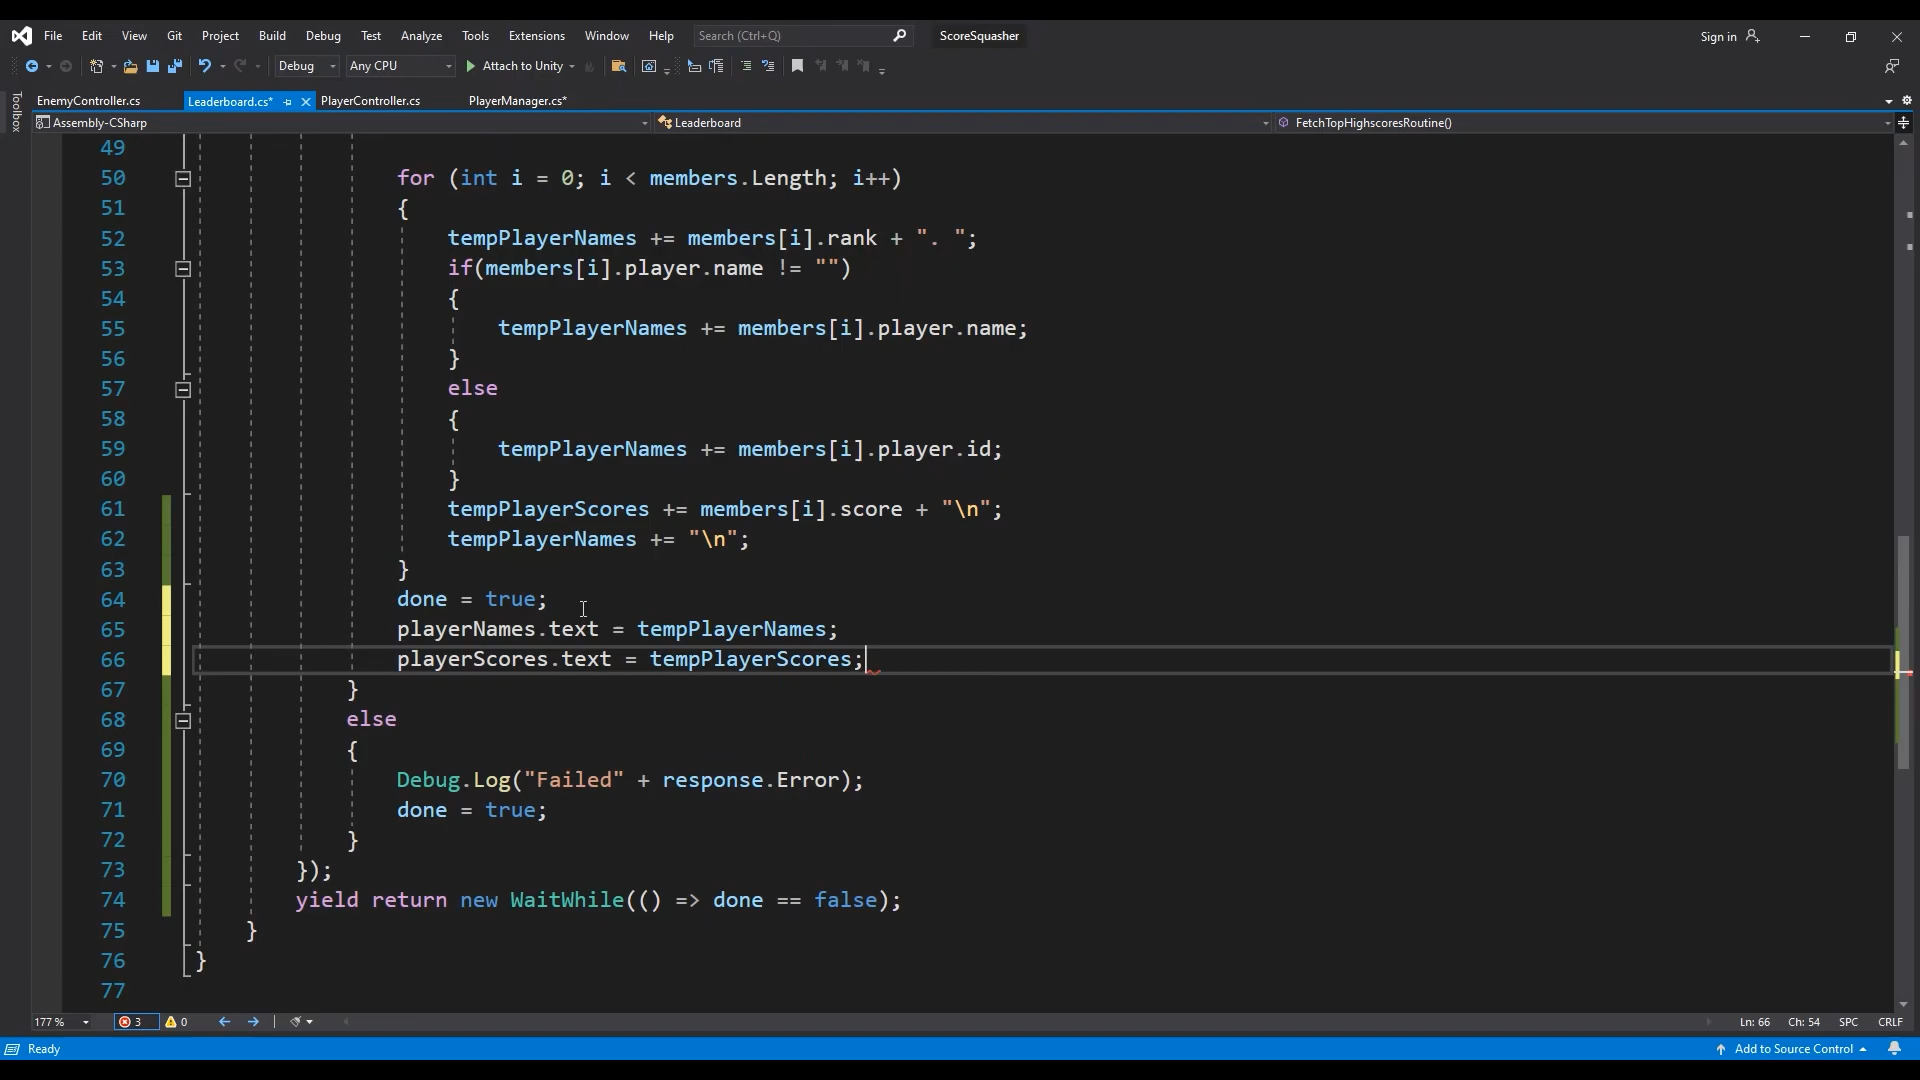 File Edit View Git Project Build Debug Test Analyze Tools Extensions Window Help Search (Ctrl+Q) ScoreSquasher Sign in
Debug Any CPU Attach to Unity
EnemyController.cs Leaderboard.cs* PlayerController.cs PlayerManager.cs*
Toolbox
Assembly-CSharp Leaderboard FetchTopHighscoresRoutine()
49
50 for (int i = 0; i < members.Length; i++)
51 {
52 tempPlayerNames += members[i].rank + ". ";
53 if(members[i].player.name != "")
54 {
55 tempPlayerNames += members[i].player.name;
56 }
57 else
58 {
59 tempPlayerNames += members[i].player.id;
60 }
61 tempPlayerScores += members[i].score + "\n";
62 tempPlayerNames += "\n";
63 }
64 done = true;
65 playerNames.text = tempPlayerNames;
66 playerScores.text = tempPlayerScores;
67 }
68 else
69 {
70 Debug.Log("Failed" + response.Error);
71 done = true;
72 }
73 });
74 yield return new WaitWhile(() => done == false);
75 }
76 }
77
177 % 3 0 Ln: 66 Ch: 54 SPC CRLF
Ready Add to Source Control